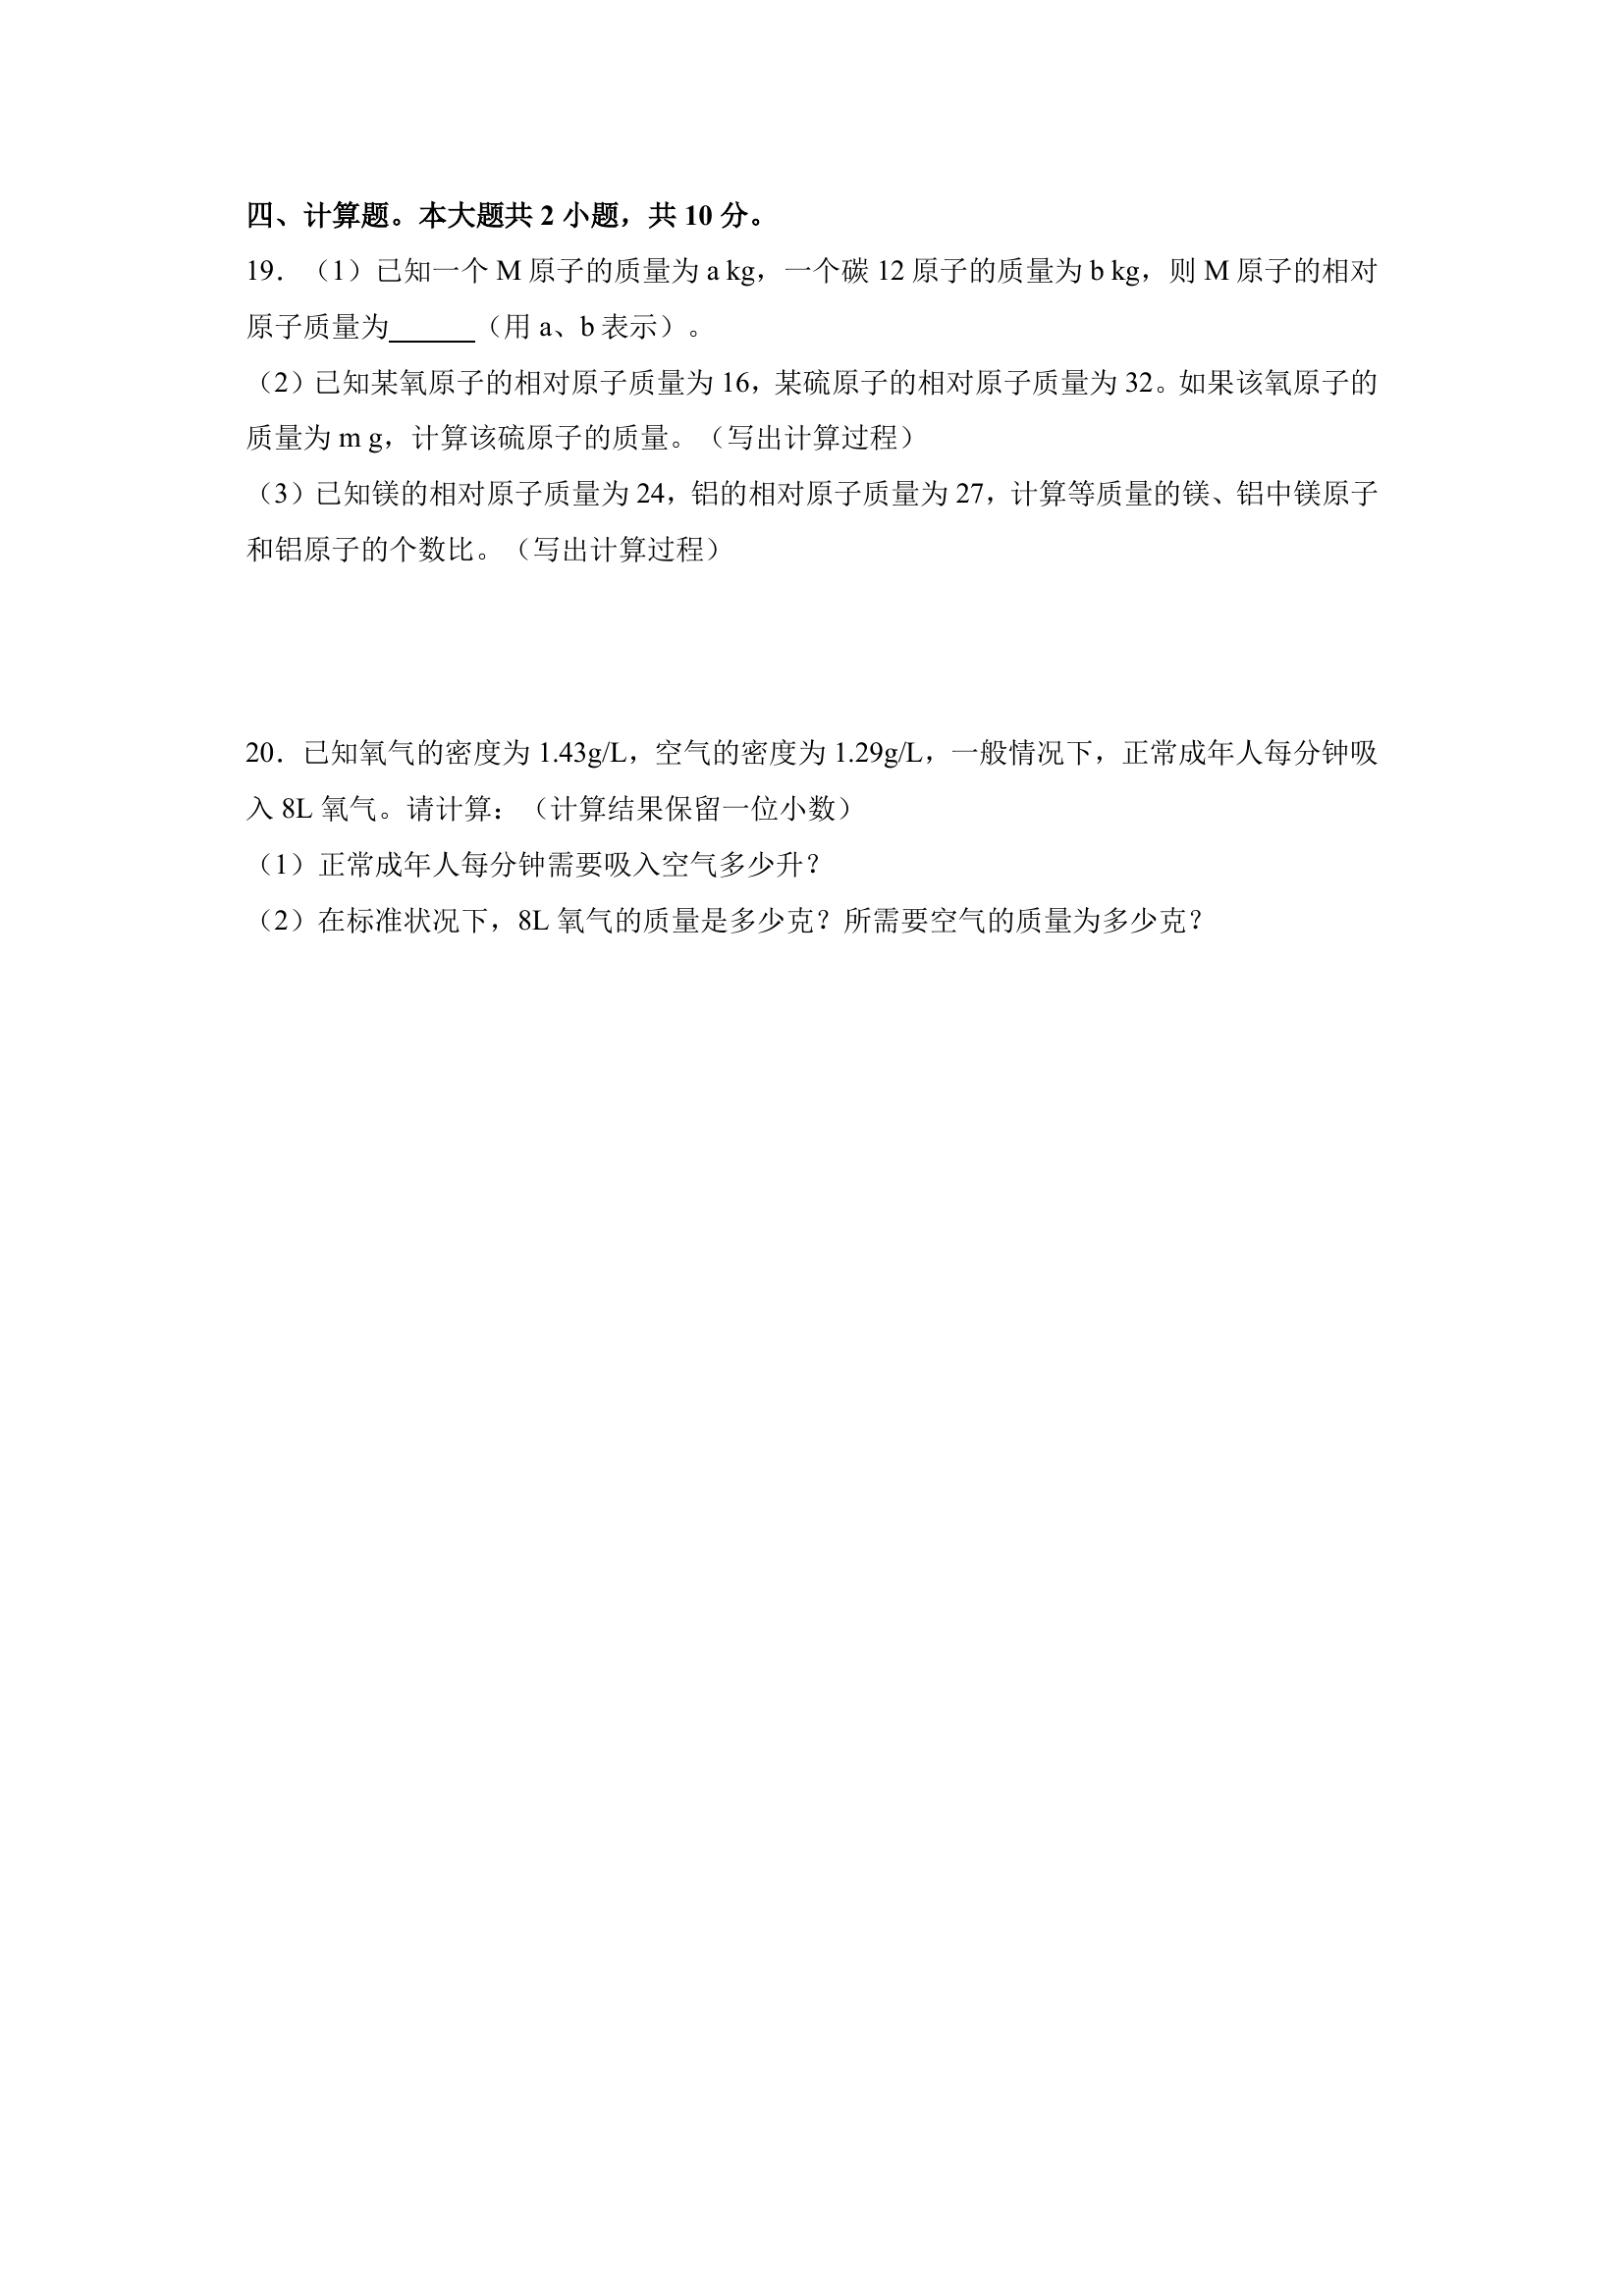 四、计算题。本大题共 2 小题，共 10 分。
19．（1）已知一个 M 原子的质量为 a kg，一个碳 12 原子的质量为 b kg，则 M 原子的相对
原子质量为______（用 a、b 表示）。
（2）已知某氧原子的相对原子质量为 16，某硫原子的相对原子质量为 32。如果该氧原子的
质量为 m g，计算该硫原子的质量。（写出计算过程）
（3）已知镁的相对原子质量为 24，铝的相对原子质量为 27，计算等质量的镁、铝中镁原子
和铝原子的个数比。（写出计算过程）
20．已知氧气的密度为 1.43g/L，空气的密度为 1.29g/L，一般情况下，正常成年人每分钟吸
入 8L 氧气。请计算：（计算结果保留一位小数）
（1）正常成年人每分钟需要吸入空气多少升？
（2）在标准状况下，8L 氧气的质量是多少克？所需要空气的质量为多少克？